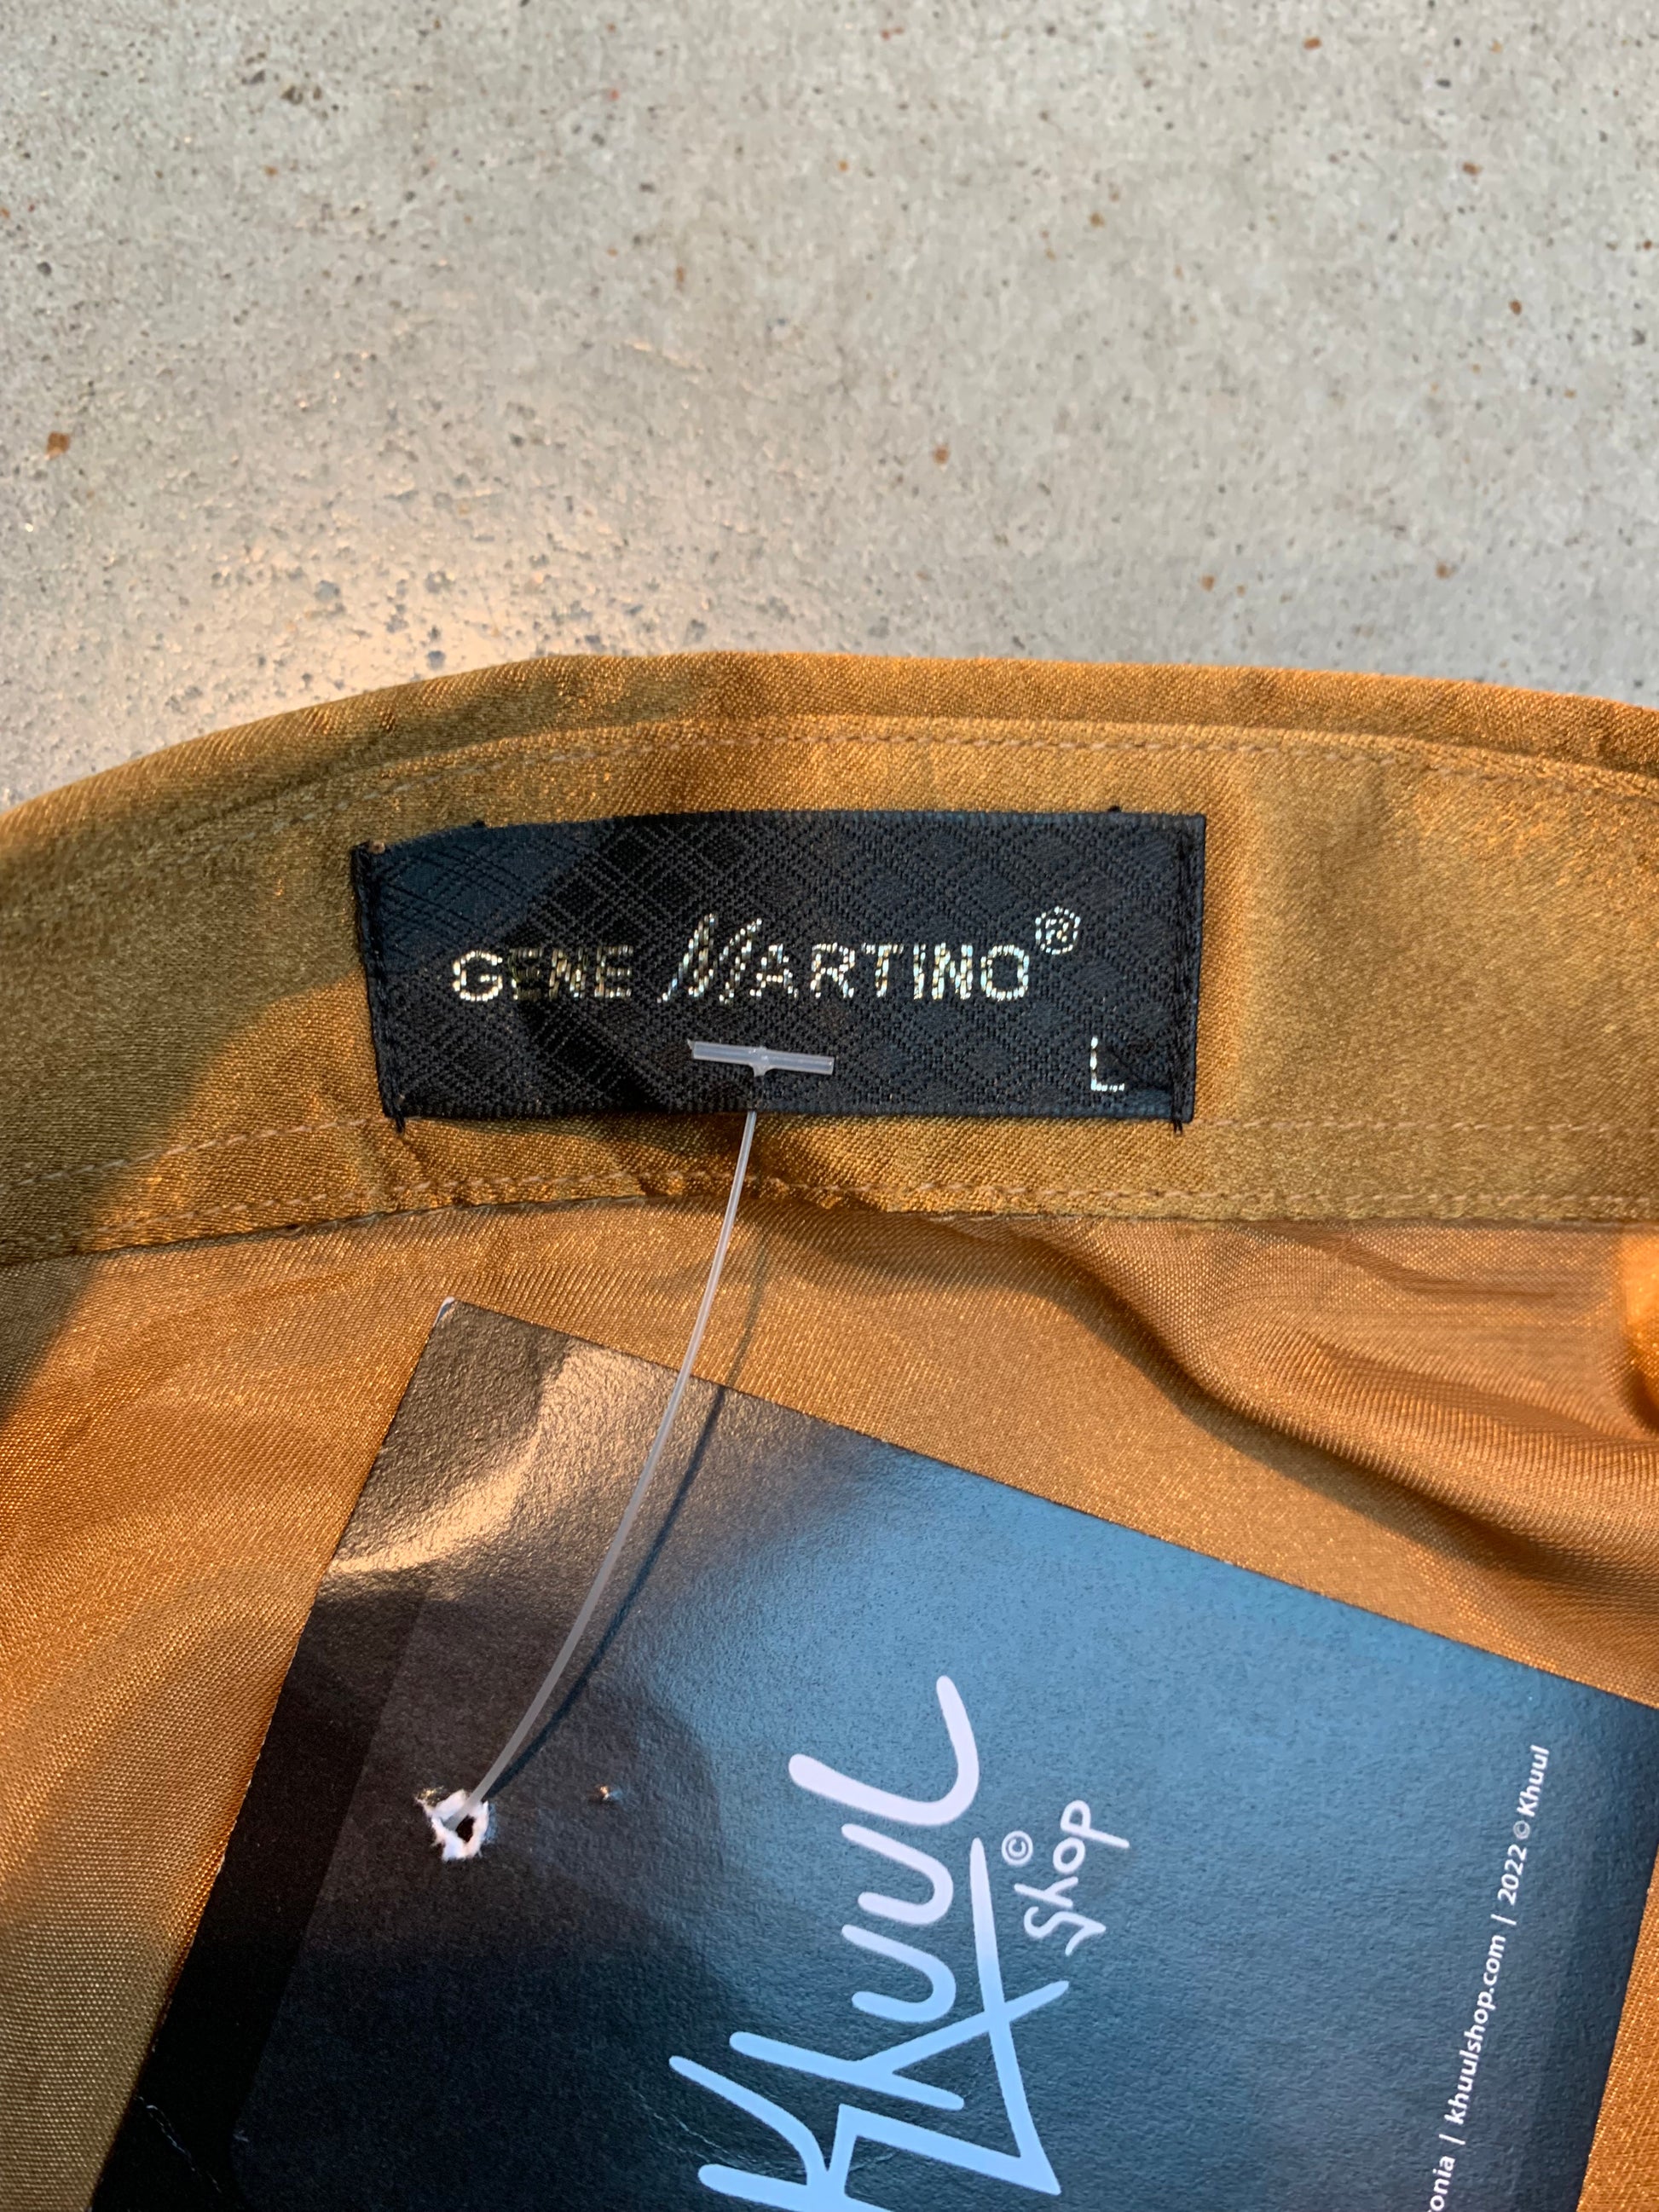 GENE MARTINO®
L
Khuul
© Shop
onia | khuulshop.com | 2022 © Khuul